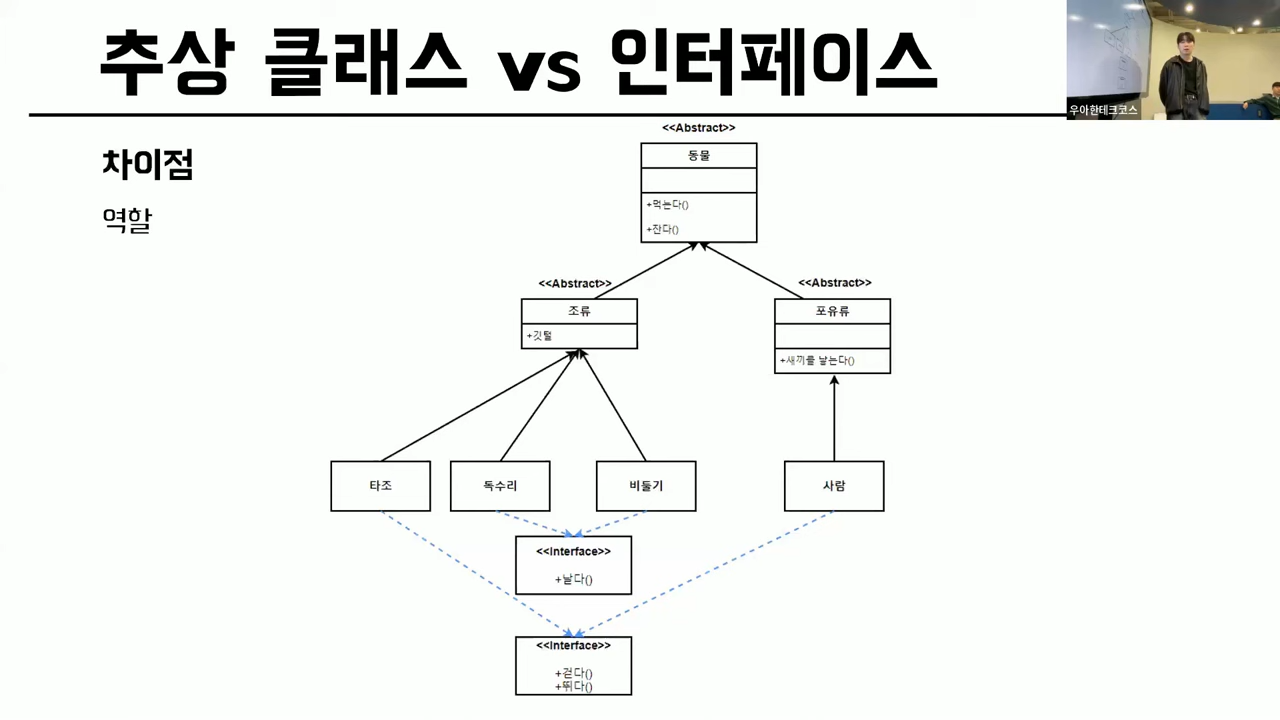 추상 클래스 vs 인터페이스
우아한테크코스
차이점
역할
<<Abstract>>
동물
+먹는다()
+잔다()
<<Abstract>>
조류
+깃털
<<Abstract>>
포유류
+새끼를 낳는다()
타조
독수리
비둘기
사람
<<Interface>>
+날다()
<<Interface>>
+걷다()
+뛰다()